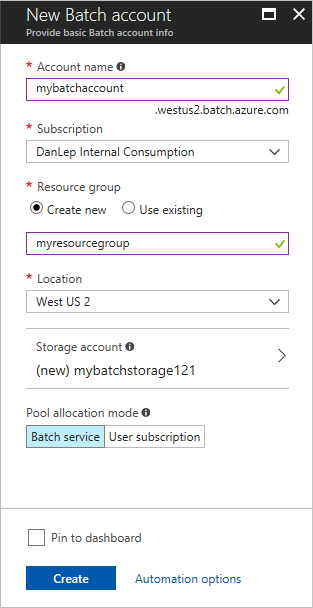 New Batch account
Provide basic Batch account info
* Account name
mybatchaccount
.westus2.batch.azure.com
* Subscription
DanLep Internal Consumption
* Resource group
Create new Use existing
myresourcegroup
* Location
West US 2
Storage account
(new) mybatchstorage121
Pool allocation mode
Batch service User subscription
Pin to dashboard
Create Automation options